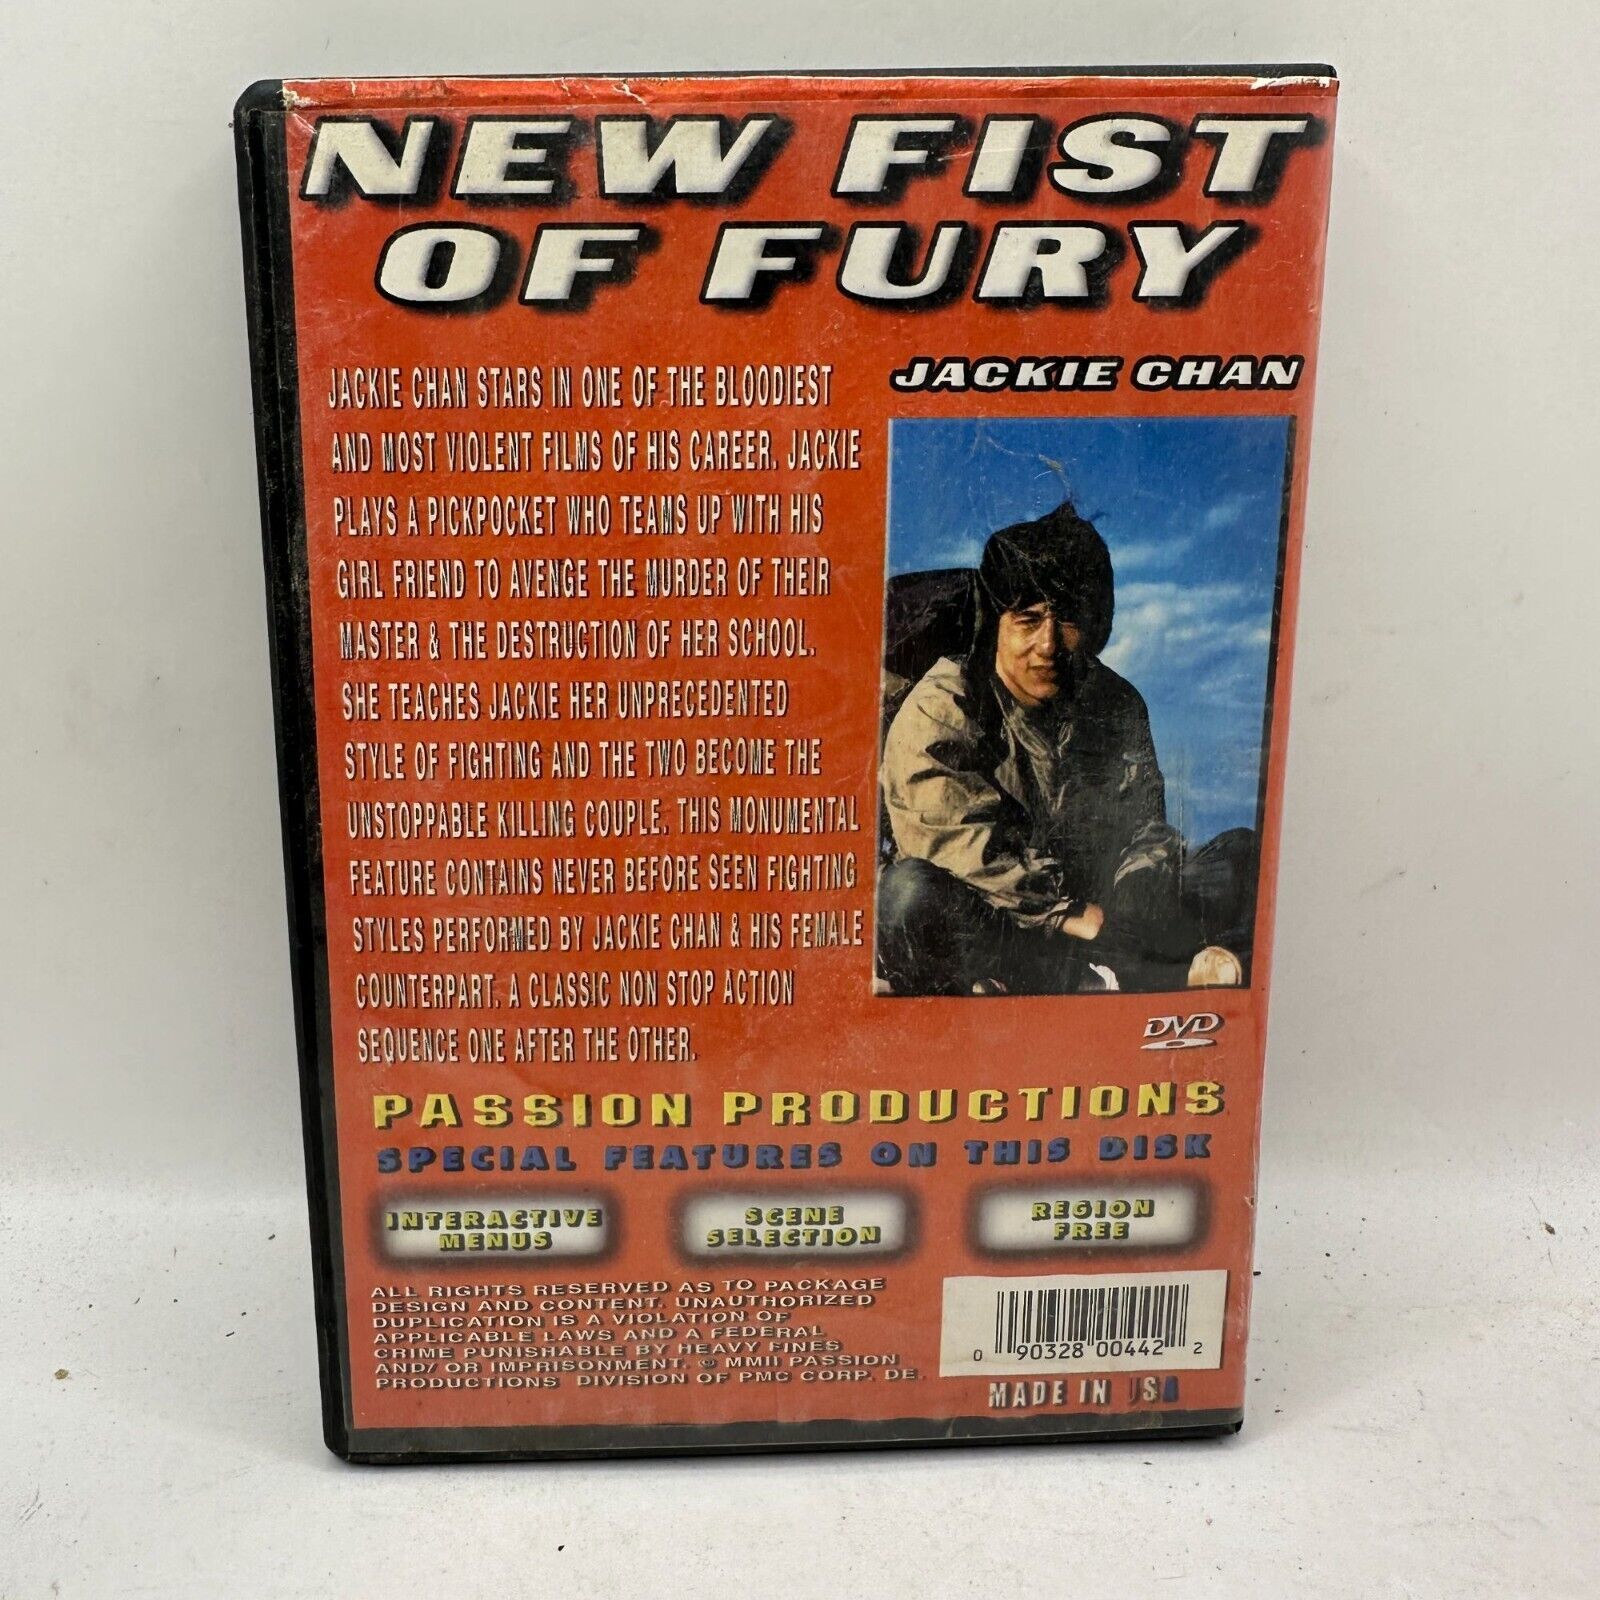 NEW FIST
OF FURY
JACKIE CHAN
JACKIE CHAN STARS IN ONE OF THE BLOODIEST
AND MOST VIOLENT FILMS OF HIS CAREER. JACKIE
PLAYS A PICKPOCKET WHO TEAMS UP WITH HIS
GIRL FRIEND TO AVENGE THE MURDER OF THEIR
MASTER & THE DESTRUCTION OF HER SCHOOL.
SHE TEACHES JACKIE HER UNPRECEDENTED
STYLE OF FIGHTING AND THE TWO BECOME THE
UNSTOPPABLE KILLING COUPLE. THIS MONUMENTAL
FEATURE CONTAINS NEVER BEFORE SEEN FIGHTING
STYLES PERFORMED BY JACKIE CHAN & HIS FEMALE
COUNTERPART. A CLASSIC NON STOP ACTION
SEQUENCE ONE AFTER THE OTHER.
DVD
PASSION PRODUCTIONS
SPECIAL FEATURES ON THIS DISK
INTERACTIVE
MENUS
SCENE
SELECTION
REGION
FREE
ALL RIGHTS RESERVED AS TO PACKAGE
DESIGN AND CONTENT. UNAUTHORIZED
DUPLICATION IS A VIOLATION OF
APPLICABLE LAWS AND A FEDERAL
CRIME PUNISHABLE BY HEAVY FINES
AND/ OR IMPRISONMENT. © MMII PASSION
PRODUCTIONS DIVISION OF PMC CORP. DE.
0 90328 00442 2
MADE IN USA